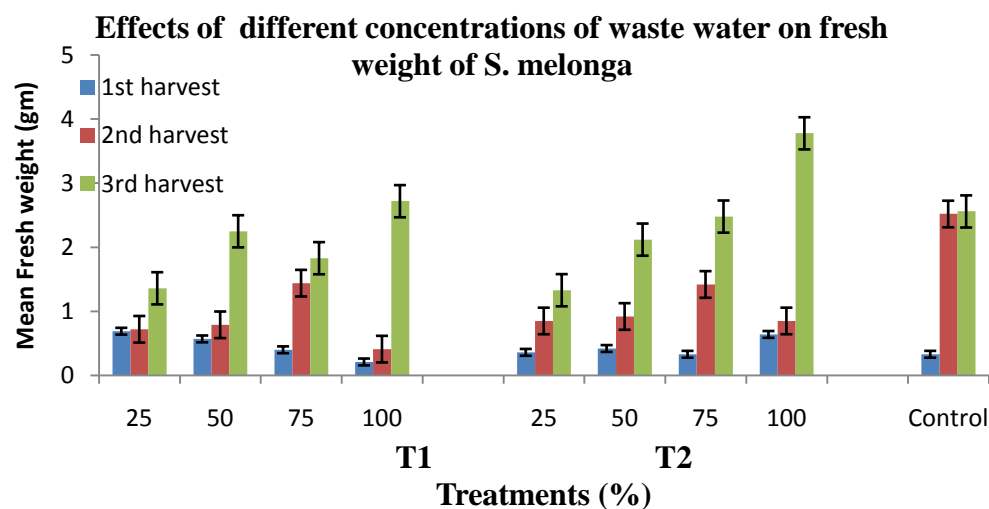 Effects of different concentrations of waste water on fresh
weight of S. melonga
5
4
3
2
1
0
Mean Fresh weight (gm)
1st harvest
2nd harvest
3rd harvest
25 50 75 100 25 50 75 100 Control
T1 T2
Treatments (%)